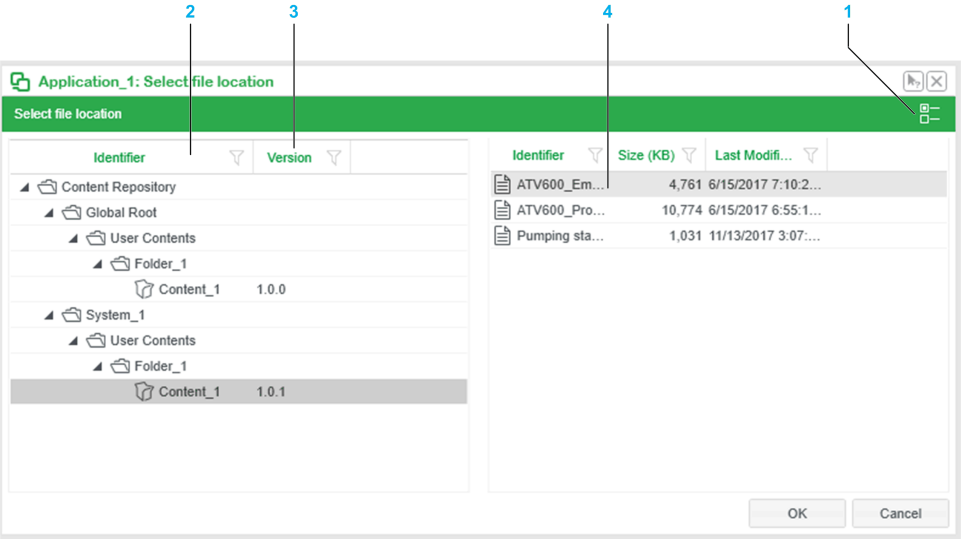 2 3 4 1
Application_1: Select file location
Select file location
Identifier Version
Identifier Size (KB) Last Modifi...
Content Repository
ATV600_Em... 4,761 6/15/2017 7:10:2...
Global Root
ATV600_Pro... 10,774 6/15/2017 6:55:1...
User Contents
Pumping sta... 1,031 11/13/2017 3:07:...
Folder_1
Content_1 1.0.0
System_1
User Contents
Folder_1
Content_1 1.0.1
OK Cancel